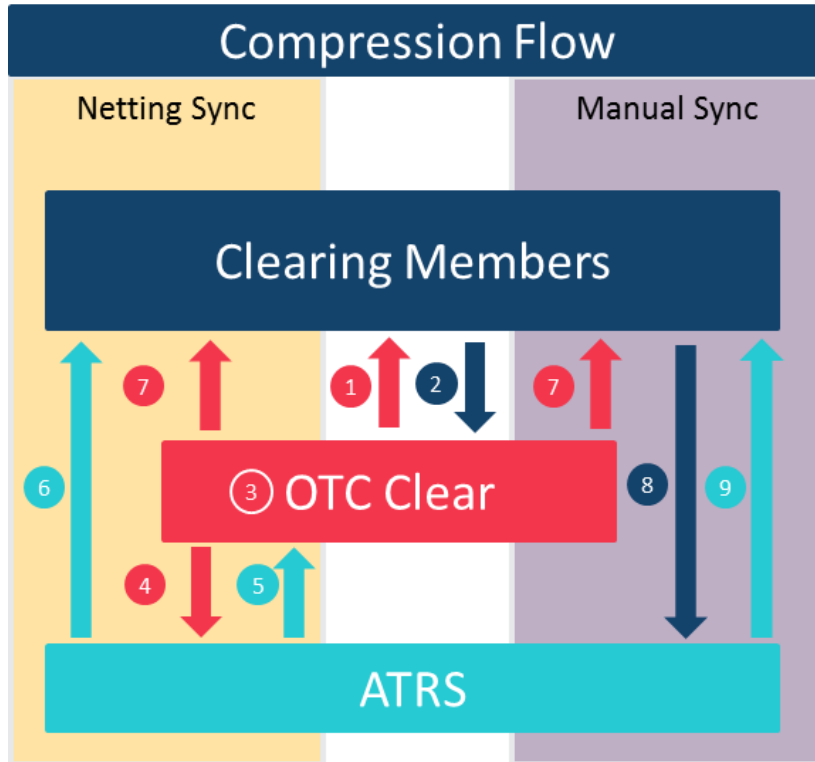 Compression Flow
Netting Sync
Manual Sync
Clearing Members
7
1
2
7
6
3 OTC Clear
8
9
4
5
ATRS